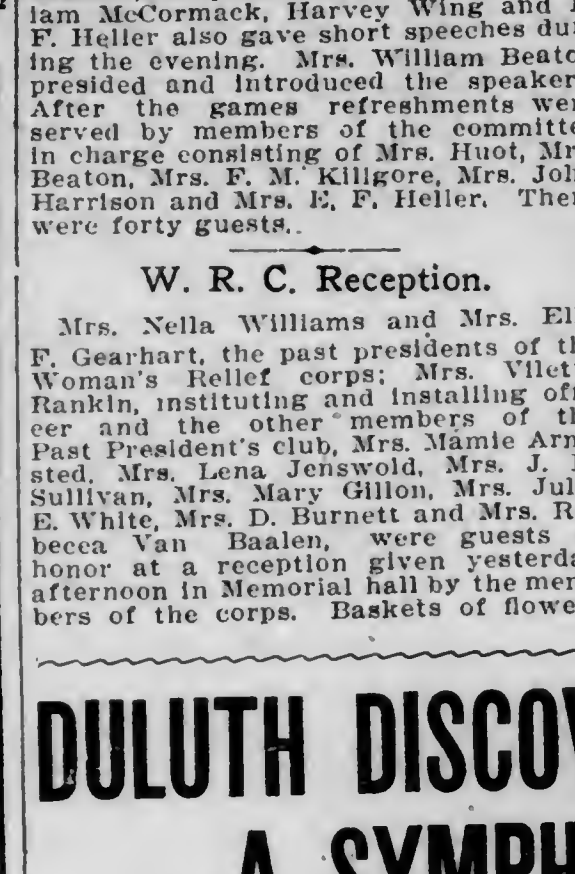 liam McCormack, Harvey Wing and
F. Heller also gave short speeches du
ing the evening. Mrs. William Beato
presided and introduced the speaker
After the games refreshments wer
served by members of the committe
in charge consisting of Mrs. Huot, Mr
Beaton, Mrs. F. M. Killgore, Mrs. Joh
Harrison and Mrs. E. F. Heller. Ther
were forty guests..
W. R. C. Reception.
Mrs. Nella Williams and Mrs. Ell
F. Gearhart, the past presidents of th
Woman's Relief corps; Mrs. Vilet
Rankin, instituting and installing off
cer and the other members of th
Past President's club, Mrs. Mamie Arn
sted, Mrs. Lena Jenswold, Mrs. J.
Sullivan, Mrs. Mary Gillon, Mrs. Jul
E. White, Mrs. D. Burnett and Mrs. R
becca Van Baalen, were guests
honor at a reception given yesterda
afternoon in Memorial hall by the mem
bers of the corps. Baskets of flowe
DULUTH DISCOV
A SYMPH